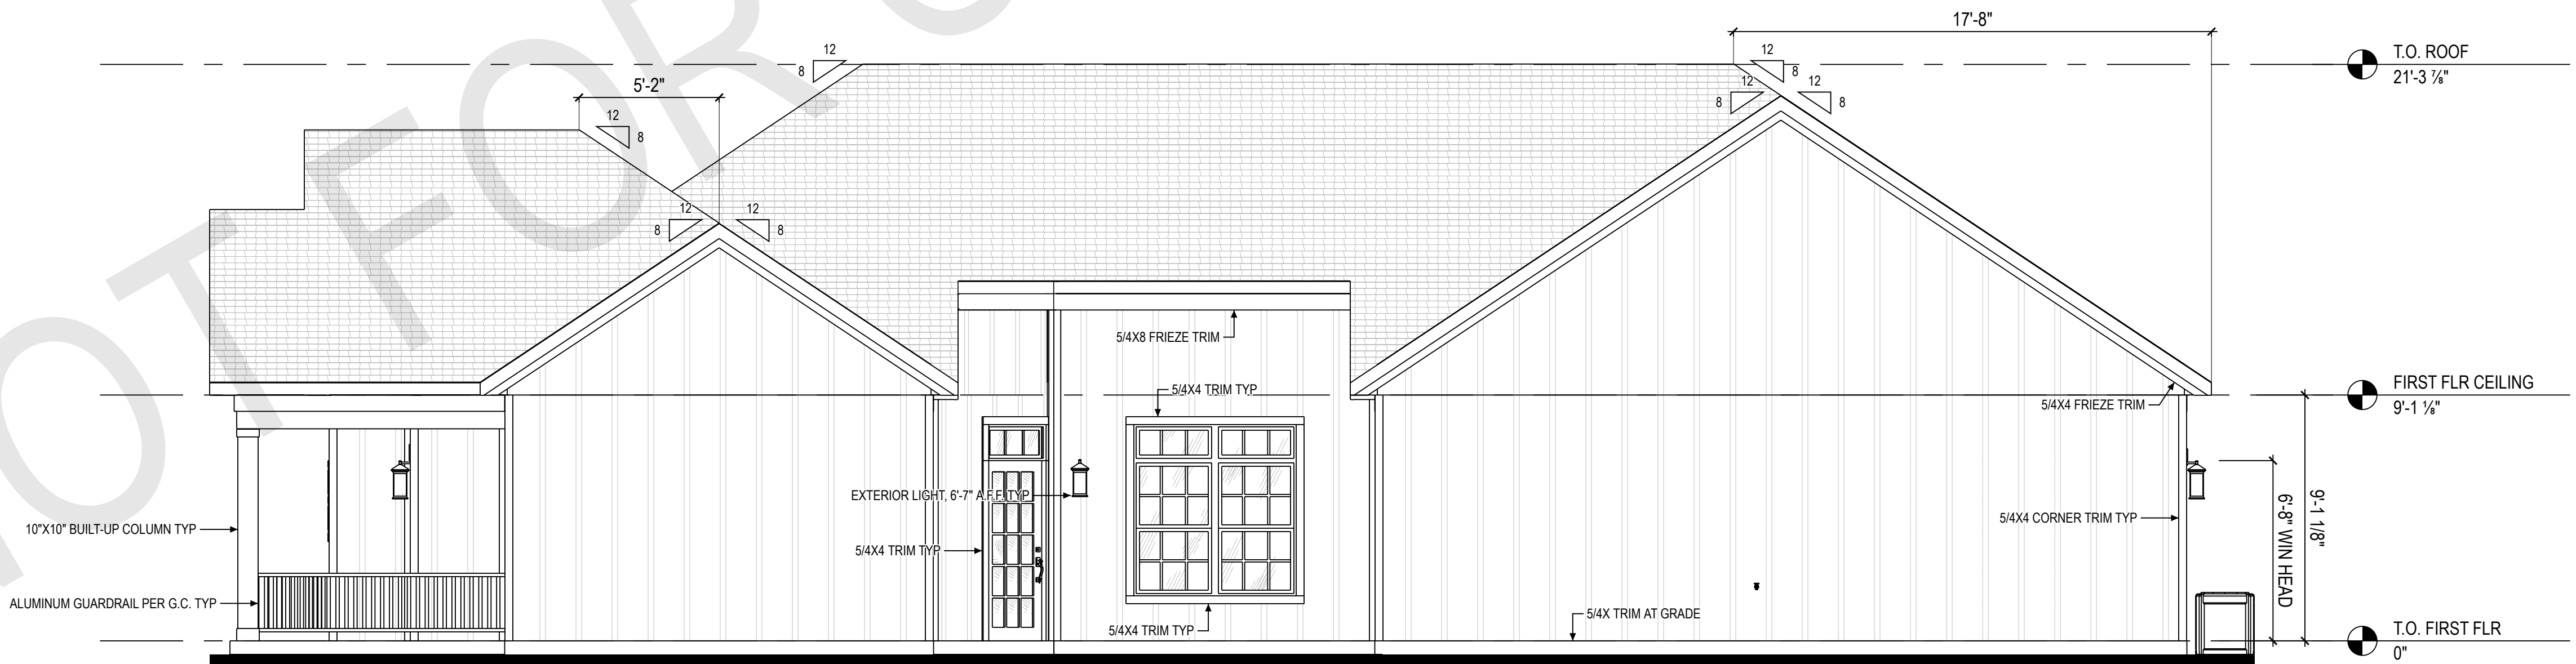 17'-8"
12
8
T.O. ROOF
21'-3 ⅞"
12
8
12
8
12
8
5'-2"
12
8
12
8
12
8
5/4X8 FRIEZE TRIM
5/4X4 TRIM TYP
FIRST FLR CEILING
9'-1 ⅛"
5/4X4 FRIEZE TRIM
EXTERIOR LIGHT, 6'-7" A.F.F. TYP
10"X10" BUILT-UP COLUMN TYP
5/4X4 CORNER TRIM TYP
6'-8" WIN HEAD
9'-1 1/8"
5/4X4 TRIM TYP
ALUMINUM GUARDRAIL PER G.C. TYP
5/4X TRIM AT GRADE
5/4X4 TRIM TYP
T.O. FIRST FLR
0"
OT FOR C